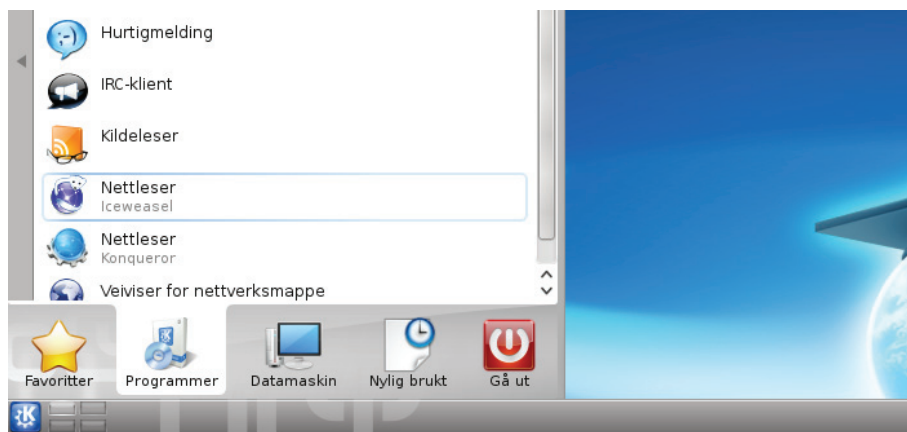 Hurtigmelding
IRC-klient
Kildeleser
Nettleser
Iceweasel
Nettleser
Konqueror
Veiviser for nettverksmappe
Favoritter
Programmer
Datamaskin
Nylig brukt
Gå ut